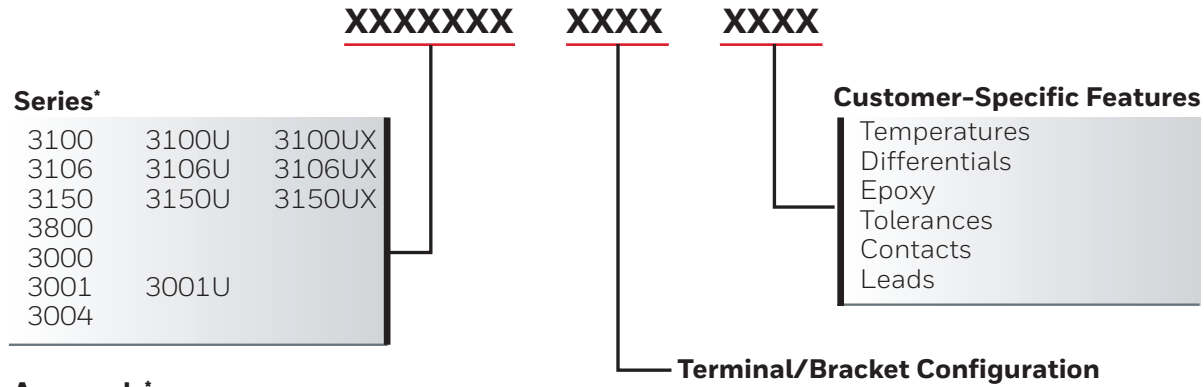 XXXXXXX XXXX XXXX
Series*
3100 3100U 3100UX
3106 3106U 3106UX
3150 3150U 3150UX
3800
3000
3001 3001U
3004
Customer-Specific Features
Temperatures
Differentials
Epoxy
Tolerances
Contacts
Leads
Terminal/Bracket Configuration